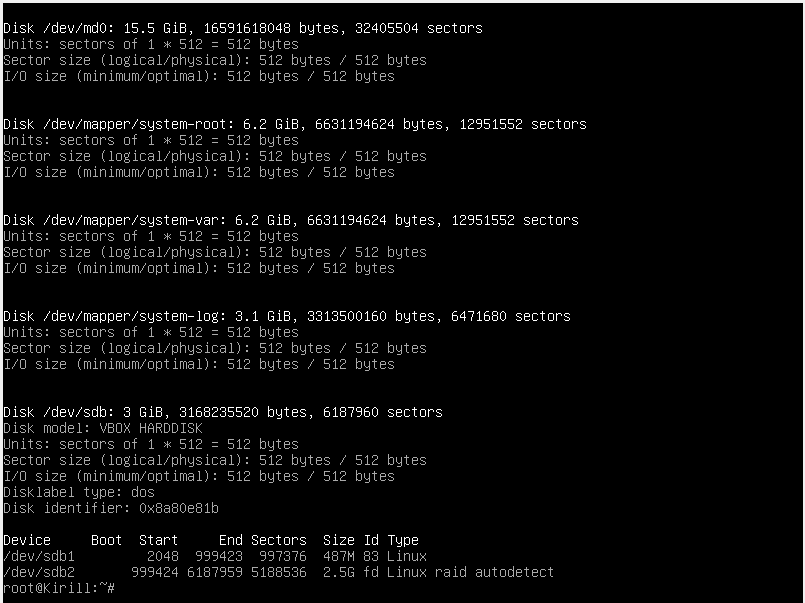 Disk /dev/md0: 15.5 GiB, 16591618048 bytes, 32405504 sectors
Units: sectors of 1 * 512 = 512 bytes
Sector size (logical/physical): 512 bytes / 512 bytes
I/O size (minimum/optimal): 512 bytes / 512 bytes
Disk /dev/mapper/system-root: 6.2 GiB, 6631194624 bytes, 12951552 sectors
Units: sectors of 1 * 512 = 512 bytes
Sector size (logical/physical): 512 bytes / 512 bytes
I/O size (minimum/optimal): 512 bytes / 512 bytes
Disk /dev/mapper/system-var: 6.2 GiB, 6631194624 bytes, 12951552 sectors
Units: sectors of 1 * 512 = 512 bytes
Sector size (logical/physical): 512 bytes / 512 bytes
I/O size (minimum/optimal): 512 bytes / 512 bytes
Disk /dev/mapper/system-log: 3.1 GiB, 3313500160 bytes, 6471680 sectors
Units: sectors of 1 * 512 = 512 bytes
Sector size (logical/physical): 512 bytes / 512 bytes
I/O size (minimum/optimal): 512 bytes / 512 bytes
Disk /dev/sdb: 3 GiB, 3168235520 bytes, 6187960 sectors
Disk model: VBOX HARDDISK
Units: sectors of 1 * 512 = 512 bytes
Sector size (logical/physical): 512 bytes / 512 bytes
I/O size (minimum/optimal): 512 bytes / 512 bytes
Disklabel type: dos
Disk identifier: 0x8a80e81b
Device     Boot  Start     End Sectors  Size Id Type
/dev/sdb1         2048  999423  997376  487M 83 Linux
/dev/sdb2       999424 6187959 5188536  2.5G fd Linux raid autodetect
root@Kirill:~#